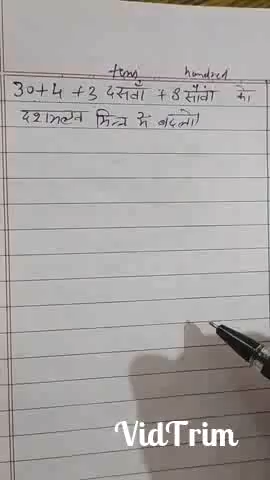 tens hundred
30+4 +3 दसवाँ +8 सौवां को
दशमलव भिन्न में बदलो।
VidTrim